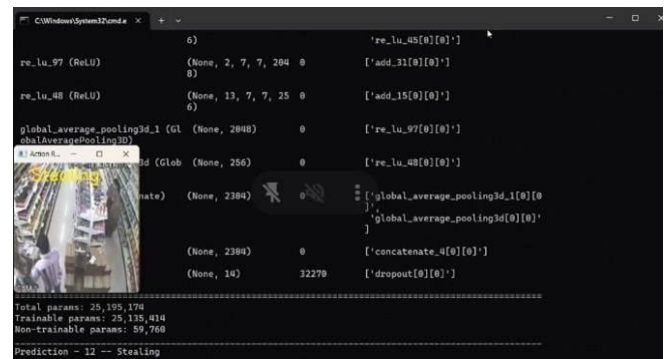 C:\Windows\System32\cmd.e × + ⌄
6) 're_lu_45[0][0]']
re_lu_97 (ReLU) (None, 2, 7, 7, 204 0 ['add_31[0][0]']
8)
re_lu_48 (ReLU) (None, 13, 7, 7, 25 0 ['add_15[0][0]']
6)
global_average_pooling3d_1 (Gl (None, 2048) 0 ['re_lu_97[0][0]']
obalAveragePooling3D)
Action R...
3d (Glob (None, 256) 0 ['re_lu_48[0][0]']
Stealing
nate) (None, 2304) 0 ['global_average_pooling3d_1[0][0
]',
'global_average_pooling3d[0][0]'
]
(None, 2304) 0 ['concatenate_4[0][0]']
(None, 14) 32270 ['dropout[0][0]']
Total params: 25,195,174
Trainable params: 25,135,414
Non-trainable params: 59,760
Prediction - 12 -- Stealing